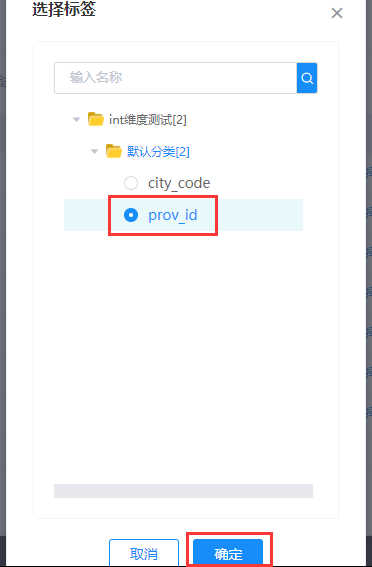 选择标签
输入名称
int维度测试[2]
默认分类[2]
city_code
prov_id
取消
确定